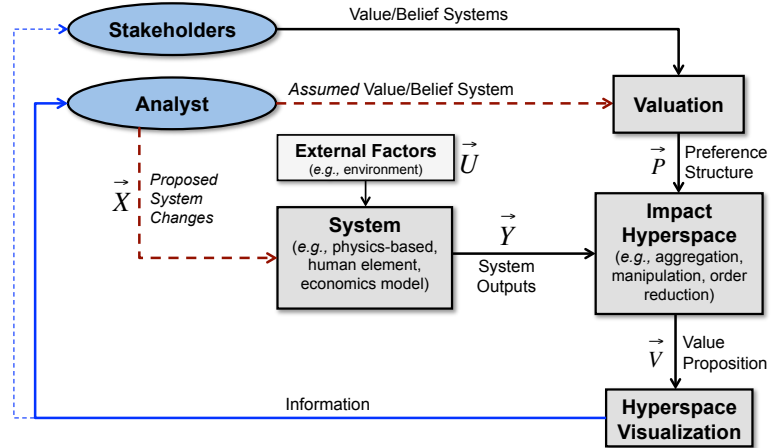 Stakeholders
Value/Belief Systems
Analyst
Assumed Value/Belief System
Valuation
External Factors
(e.g., environment)
U
P
Preference
Structure
X
Proposed
System
Changes
System
(e.g., physics-based,
human element,
economics model)
Y
System
Outputs
Impact
Hyperspace
(e.g., aggregation,
manipulation, order
reduction)
V
Value
Proposition
Information
Hyperspace
Visualization